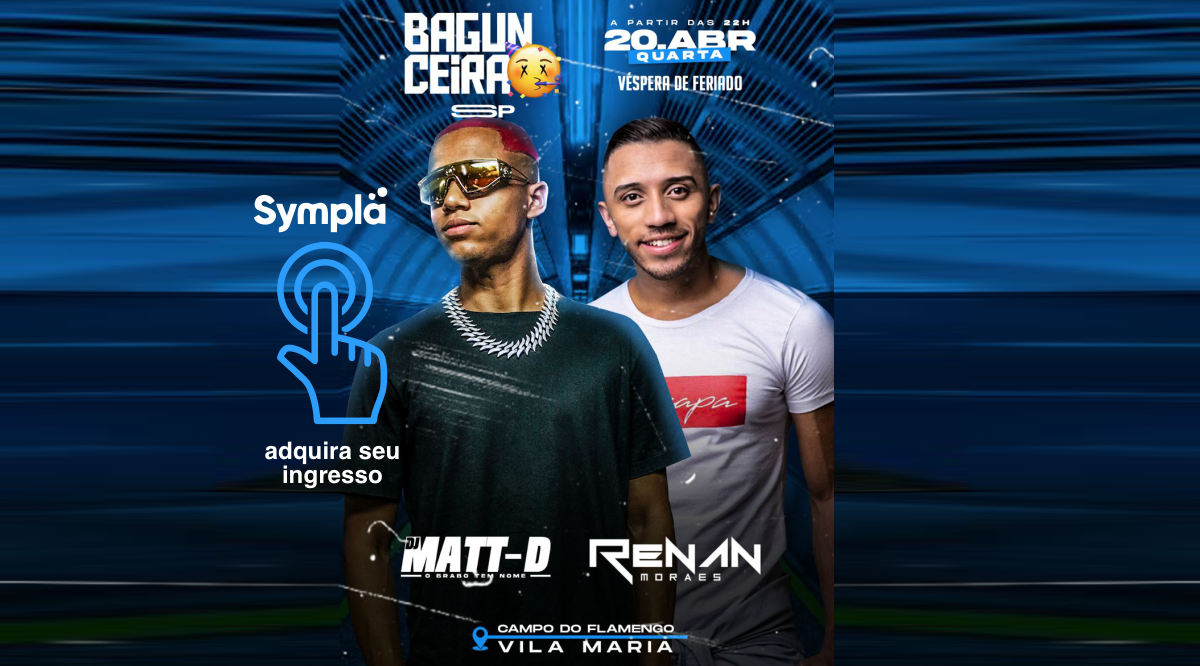 BAGUN
CEIRA
SP
A PARTIR DAS 22H
20.ABR
QUARTA
VÉSPERA DE FERIADO
Sympla
adquira seu
ingresso
apa
DJ
MATT-D
O BRABO TEM NOME
RENAN
MORAES
CAMPO DO FLAMENGO
VILA MARIA